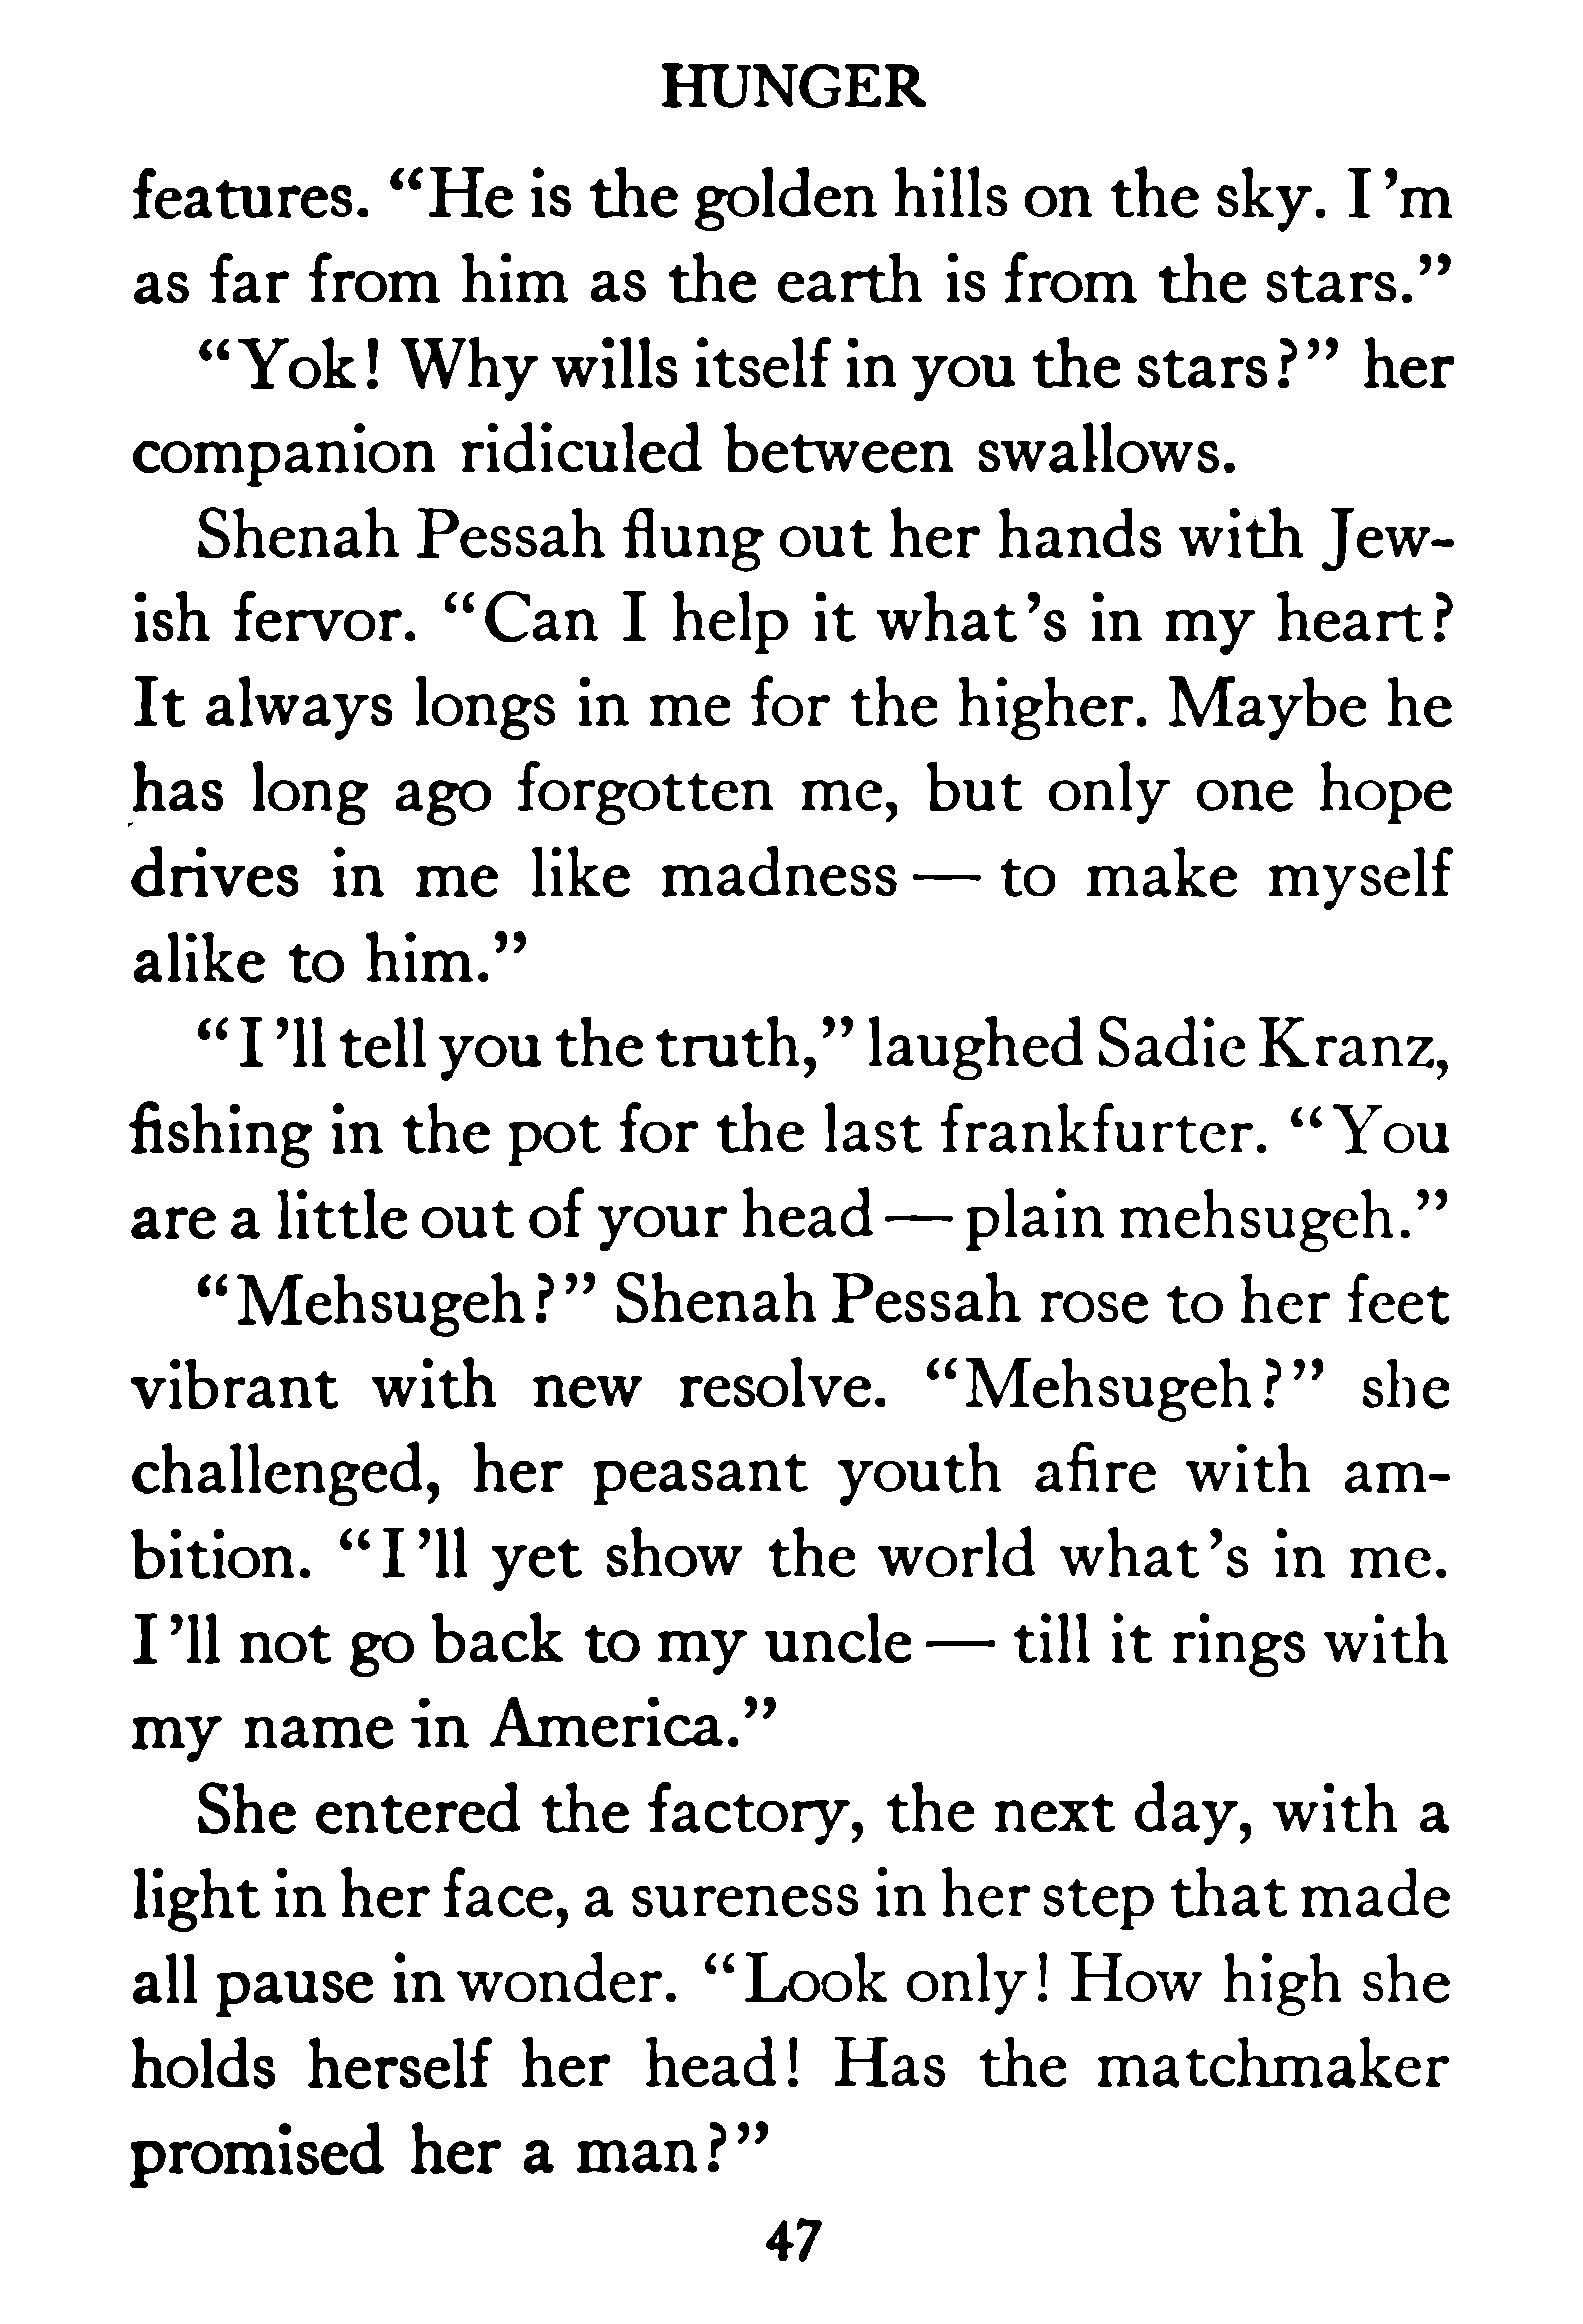 HUNGER
features. “He is the golden hills on the sky. I ’m
as far from him as the earth is from the stars.”
“Yok! Why wills itself in you the stars?” her
companion ridiculed between swallows.
Shenah Pessah flung out her hands with Jew-
ish fervor. “Can I help it what ’s in my heart?
It always longs in me for the higher. Maybe he
has long ago forgotten me, but only one hope
drives in me like madness — to make myself
alike to him.”
“I ’ll tell you the truth,” laughed Sadie Kranz,
fishing in the pot for the last frankfurter. “You
are a little out of your head — plain mehsugeh.”
“Mehsugeh?” Shenah Pessah rose to her feet
vibrant with new resolve. “Mehsugeh?” she
challenged, her peasant youth afire with am-
bition. “I ’ll yet show the world what ’s in me.
I ’ll not go back to my uncle — till it rings with
my name in America.”
She entered the factory, the next day, with a
light in her face, a sureness in her step that made
all pause in wonder. “Look only! How high she
holds herself her head! Has the matchmaker
promised her a man?”
47